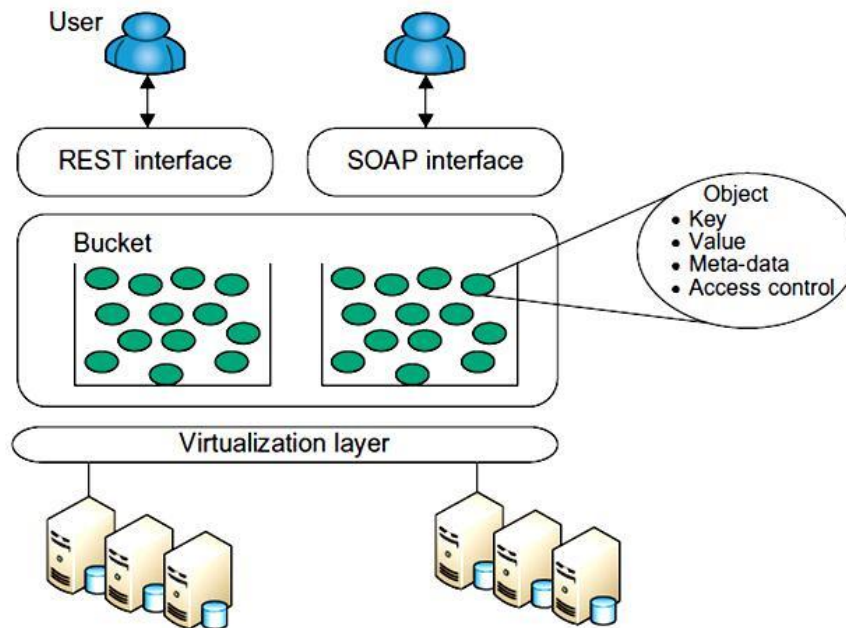 User
REST interface
SOAP interface
Object
• Key
• Value
• Meta-data
• Access control
Bucket
Virtualization layer